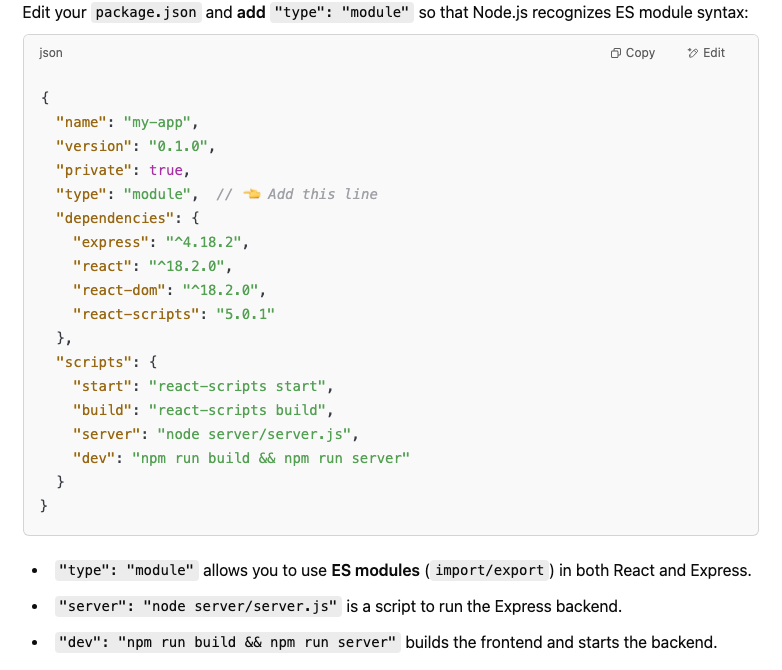 Edit your package.json and add "type": "module" so that Node.js recognizes ES module syntax:
json Copy Edit
{
  "name": "my-app",
  "version": "0.1.0",
  "private": true,
  "type": "module",  // 👈 Add this line
  "dependencies": {
    "express": "^4.18.2",
    "react": "^18.2.0",
    "react-dom": "^18.2.0",
    "react-scripts": "5.0.1"
  },
  "scripts": {
    "start": "react-scripts start",
    "build": "react-scripts build",
    "server": "node server/server.js",
    "dev": "npm run build && npm run server"
  }
}
• "type": "module" allows you to use ES modules ( import/export ) in both React and Express.
• "server": "node server/server.js" is a script to run the Express backend.
• "dev": "npm run build && npm run server" builds the frontend and starts the backend.